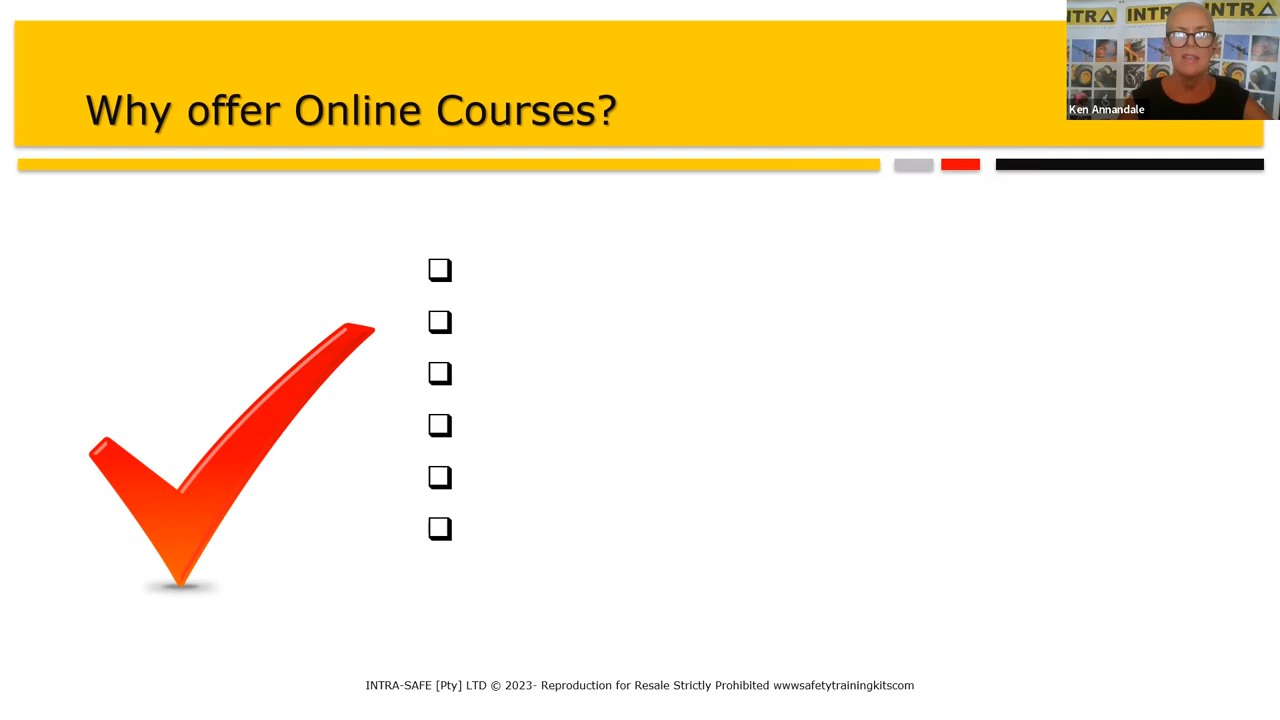 Why offer Online Courses?
INTRA
INTRA
INTRA
Ken Annandale
INTRA-SAFE [Pty] LTD © 2023- Reproduction for Resale Strictly Prohibited wwwsafetytrainingkitscom